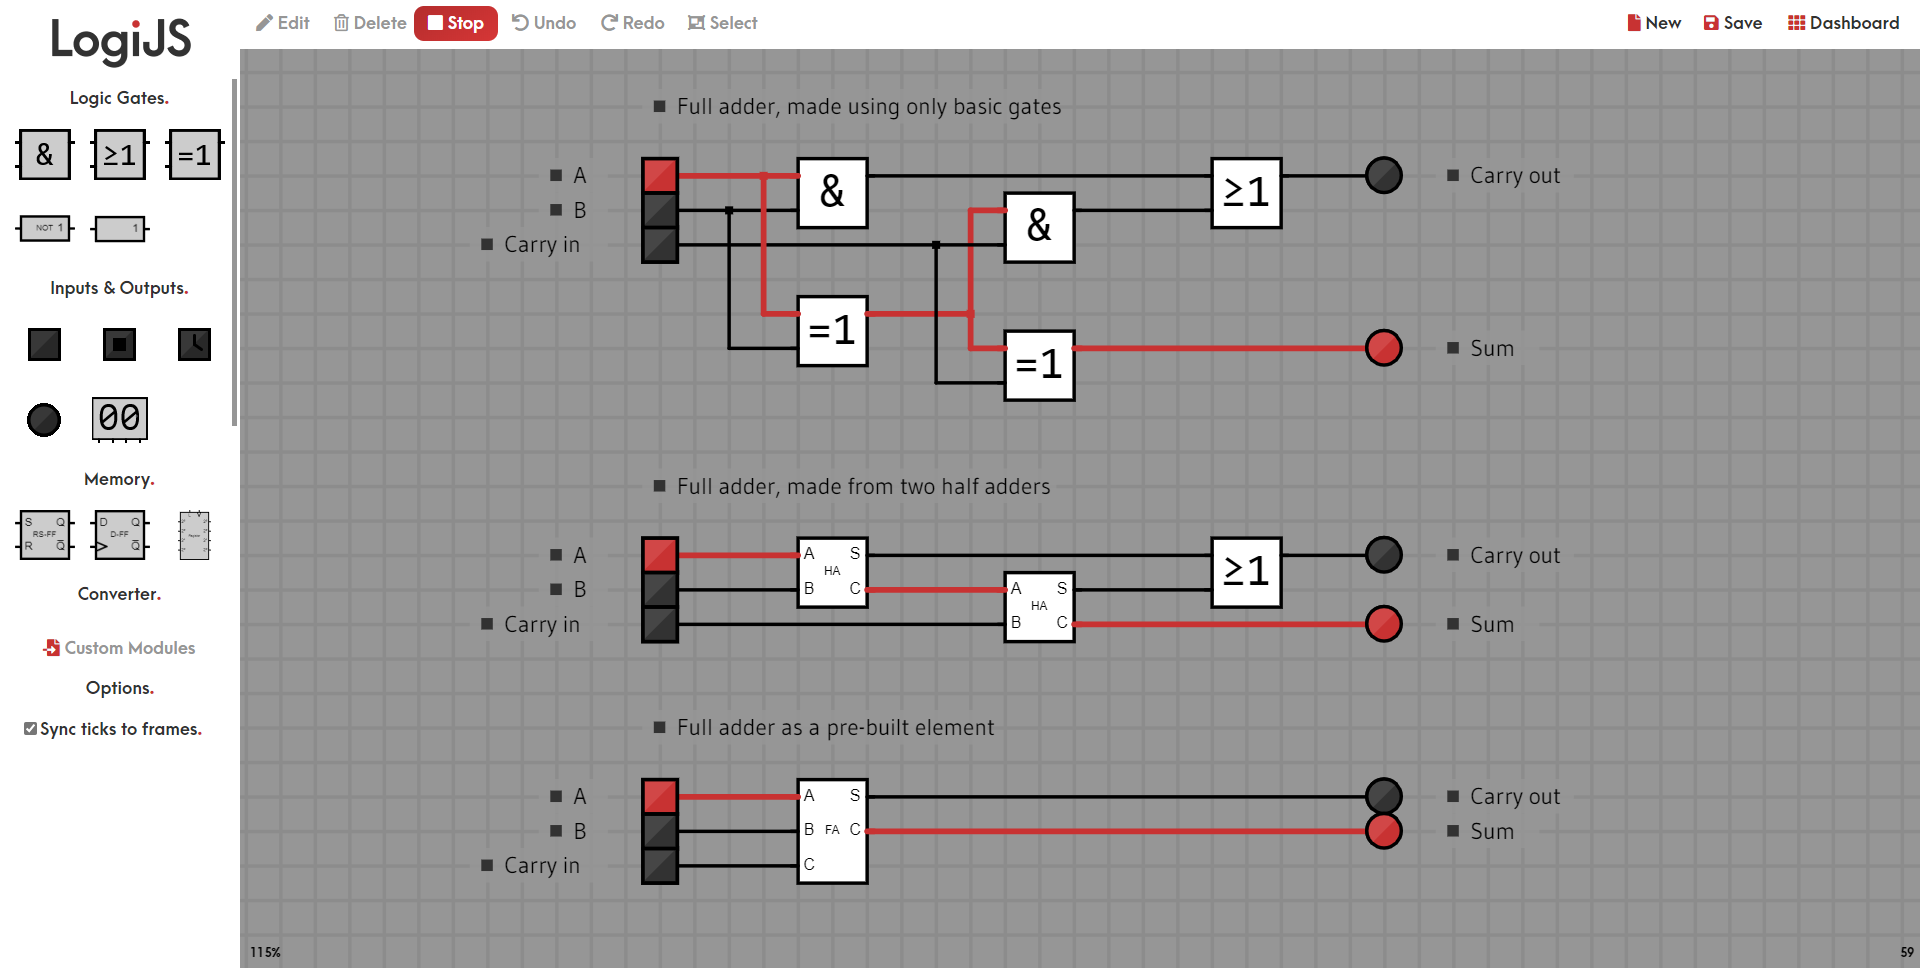 LogiJS
Edit Delete Stop Undo Redo Select New Save Dashboard
Logic Gates.
& ≥1 =1
NOT 1 1
Inputs & Outputs.
00
Memory.
S Q RS-FF R Q̅
D Q D-FF Q̅
Converter.
Custom Modules
Options.
Sync ticks to frames.
Full adder, made using only basic gates
A
B
Carry in
&
=1
&
=1
≥1
Carry out
Sum
Full adder, made from two half adders
A
B
Carry in
A S
HA
B C
A S
HA
B C
≥1
Carry out
Sum
Full adder as a pre-built element
A
B
Carry in
A S
B FA C
C
Carry out
Sum
115%
59